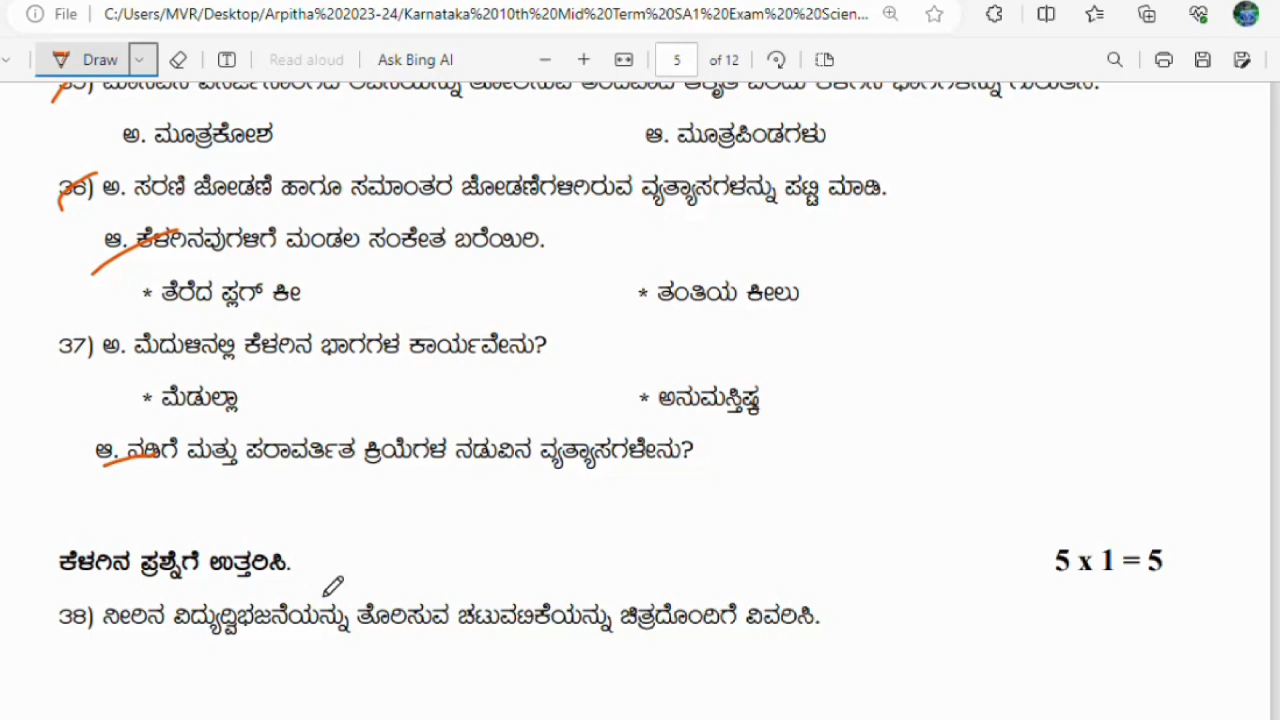 File C:/Users/MVR/Desktop/Arpitha%202023-24/Karnataka%2010th%20Mid%20Term%20SA1%20Exam%20%20Scien...
Draw Read aloud Ask Bing AI 5 of 12
ಅ. ಮೂತ್ರಕೋಶ ಆ. ಮೂತ್ರಪಿಂಡಗಳು
36) ಅ. ಸರಣಿ ಜೋಡಣೆ ಹಾಗೂ ಸಮಾಂತರ ಜೋಡಣೆಗಳಿಗಿರುವ ವ್ಯತ್ಯಾಸಗಳನ್ನು ಪಟ್ಟಿ ಮಾಡಿ.
ಆ. ಕೆಳಗಿನವುಗಳಿಗೆ ಮಂಡಲ ಸಂಕೇತ ಬರೆಯಿರಿ.
* ತೆರೆದ ಪ್ಲಗ್ ಕೀ * ತಂತಿಯ ಕೀಲು
37) ಅ. ಮೆದುಳಿನಲ್ಲಿ ಕೆಳಗಿನ ಭಾಗಗಳ ಕಾರ್ಯವೇನು?
* ಮೆಡುಲ್ಲಾ * ಅನುಮಸ್ತಿಷ್ಕ
ಆ. ನಡಿಗೆ ಮತ್ತು ಪರಾವರ್ತಿತ ಕ್ರಿಯೆಗಳ ನಡುವಿನ ವ್ಯತ್ಯಾಸಗಳೇನು?
ಕೆಳಗಿನ ಪ್ರಶ್ನೆಗೆ ಉತ್ತರಿಸಿ. 5 x 1 = 5
38) ನೀರಿನ ವಿದ್ಯುದ್ವಿಭಜನೆಯನ್ನು ತೋರಿಸುವ ಚಟುವಟಿಕೆಯನ್ನು ಚಿತ್ರದೊಂದಿಗೆ ವಿವರಿಸಿ.